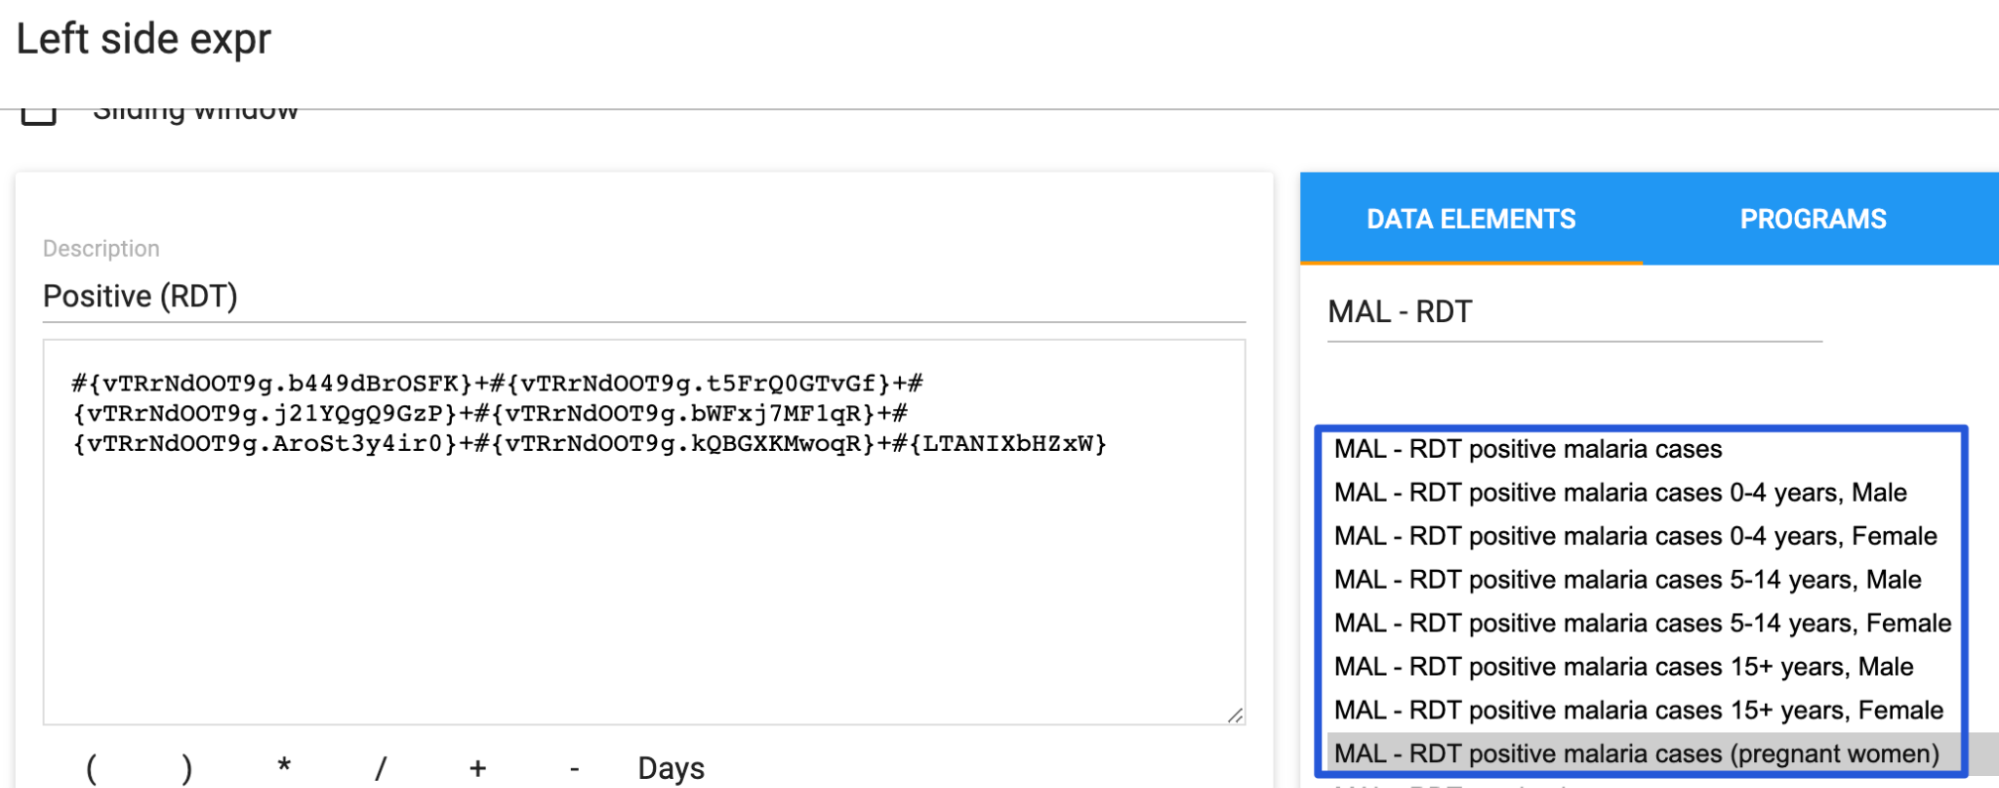 Left side expr
Sliding window
Description
Positive (RDT)
#{vTRrNdOOT9g.b449dBrOSFK}+#{vTRrNdOOT9g.t5FrQ0GTvGf}+#
{vTRrNdOOT9g.j21YQgQ9GzP}+#{vTRrNdOOT9g.bWFxj7MF1qR}+#
{vTRrNdOOT9g.AroSt3y4ir0}+#{vTRrNdOOT9g.kQBGXKMwoqR}+#{LTANIXbHZxW}
( ) * / + - Days
DATA ELEMENTS PROGRAMS
MAL - RDT
MAL - RDT positive malaria cases
MAL - RDT positive malaria cases 0-4 years, Male
MAL - RDT positive malaria cases 0-4 years, Female
MAL - RDT positive malaria cases 5-14 years, Male
MAL - RDT positive malaria cases 5-14 years, Female
MAL - RDT positive malaria cases 15+ years, Male
MAL - RDT positive malaria cases 15+ years, Female
MAL - RDT positive malaria cases (pregnant women)